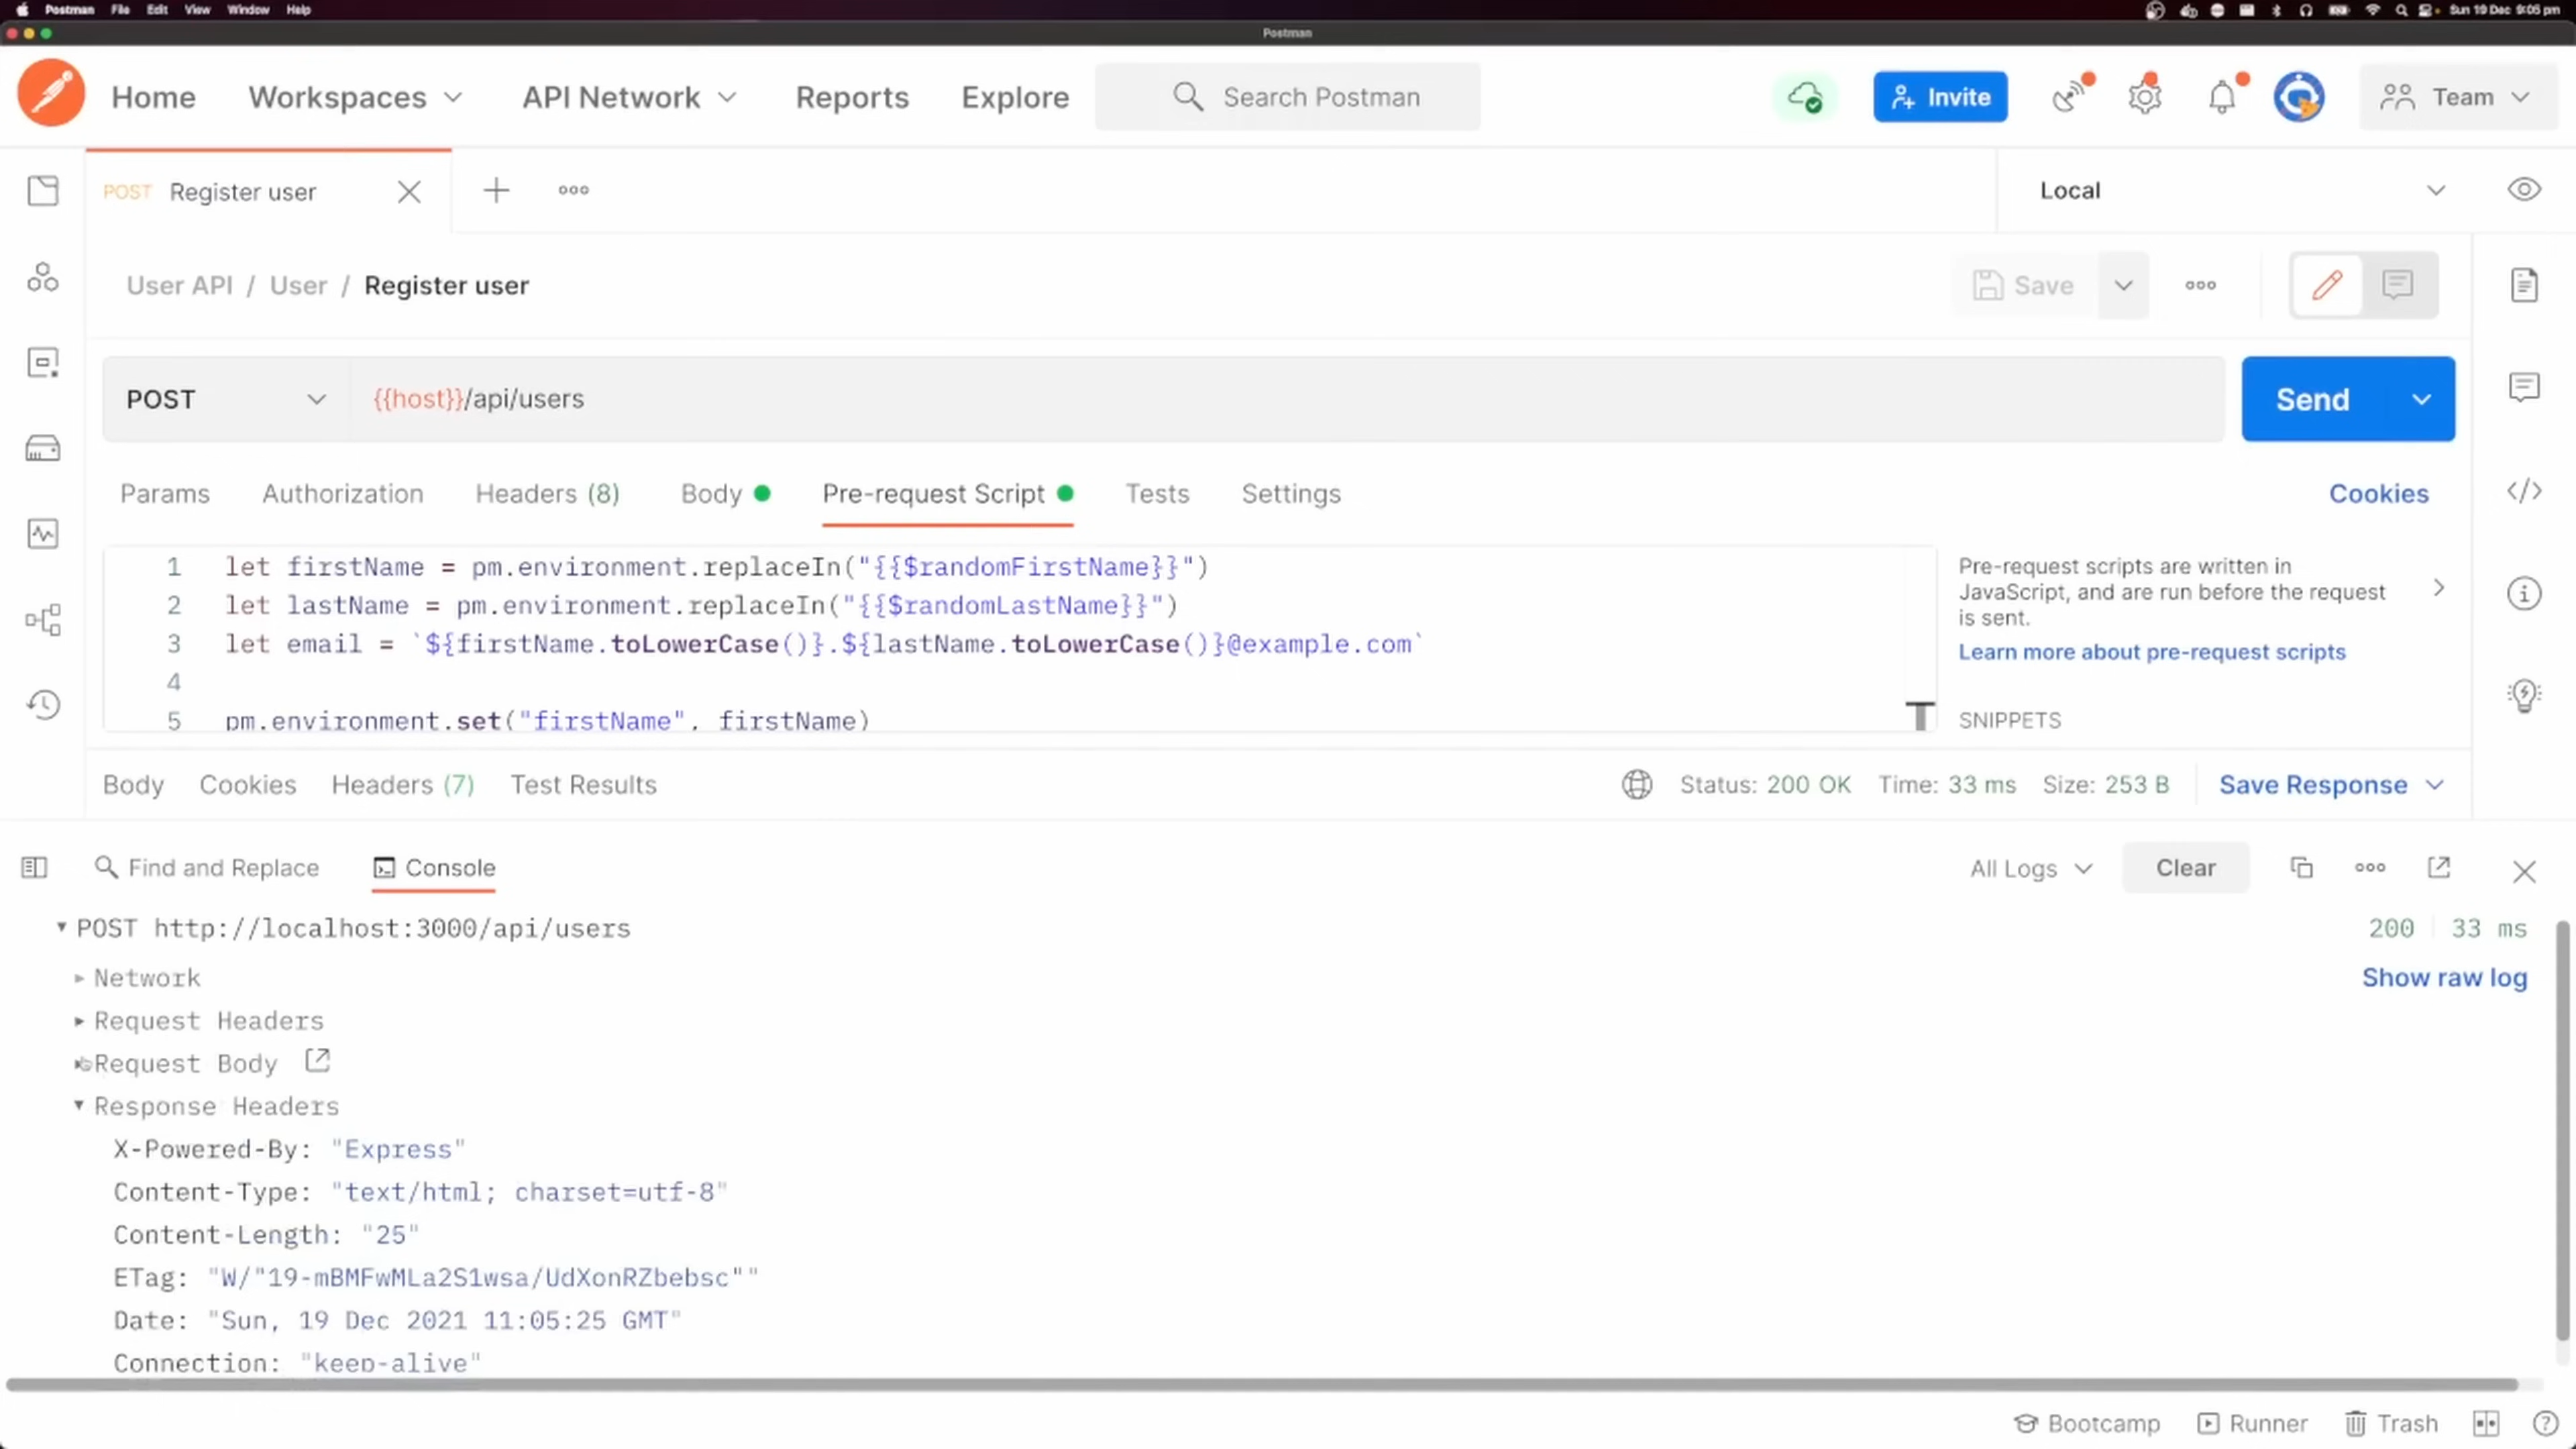 Postman File Edit View Window Help
Sun 19 Dec 9:05 pm
Postman
Home Workspaces API Network Reports Explore Search Postman Invite Team
POST Register user Local
User API / User / Register user Save
POST {{host}}/api/users Send
Params Authorization Headers (8) Body Pre-request Script Tests Settings Cookies
1 let firstName = pm.environment.replaceIn("{{$randomFirstName}}")
2 let lastName = pm.environment.replaceIn("{{$randomLastName}}")
3 let email = `${firstName.toLowerCase()}.${lastName.toLowerCase()}@example.com`
4
5 pm.environment.set("firstName", firstName)
Pre-request scripts are written in
JavaScript, and are run before the request
is sent.
Learn more about pre-request scripts
SNIPPETS
Body Cookies Headers (7) Test Results Status: 200 OK Time: 33 ms Size: 253 B Save Response
Find and Replace Console All Logs Clear
POST http://localhost:3000/api/users 200 33 ms
Network Show raw log
Request Headers
Request Body
Response Headers
X-Powered-By: "Express"
Content-Type: "text/html; charset=utf-8"
Content-Length: "25"
ETag: "W/"19-mBMFwMLa2S1wsa/UdXonRZbebsc""
Date: "Sun, 19 Dec 2021 11:05:25 GMT"
Connection: "keep-alive"
Bootcamp Runner Trash